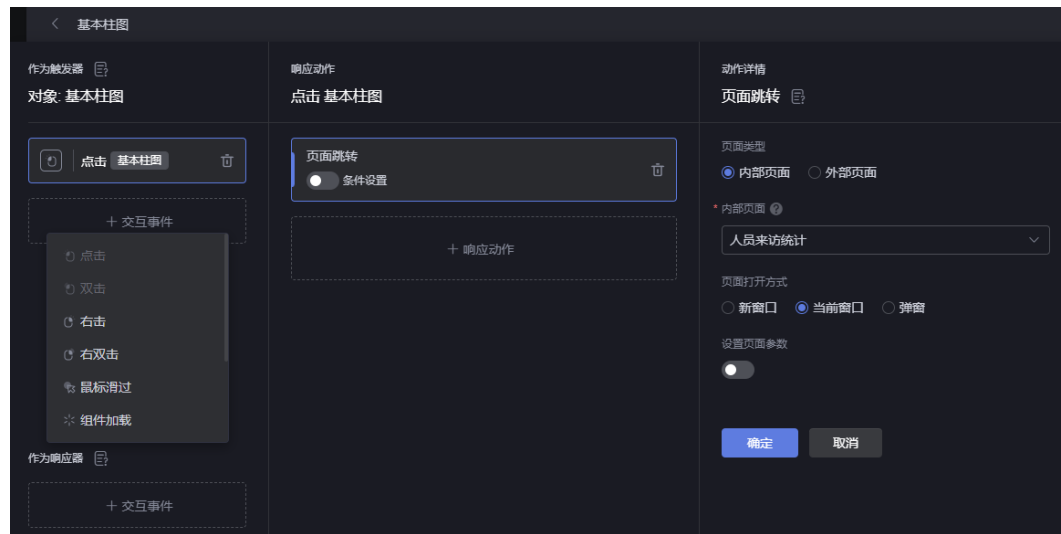 基本柱图
作为触发器
对象: 基本柱图
点击 基本柱图
+ 交互事件
点击
双击
右击
右双击
鼠标滑过
组件加载
作为响应器
+ 交互事件
响应动作
点击 基本柱图
页面跳转
条件设置
+ 响应动作
动作详情
页面跳转
页面类型
内部页面 外部页面
* 内部页面
人员来访统计
页面打开方式
新窗口 当前窗口 弹窗
设置页面参数
确定 取消